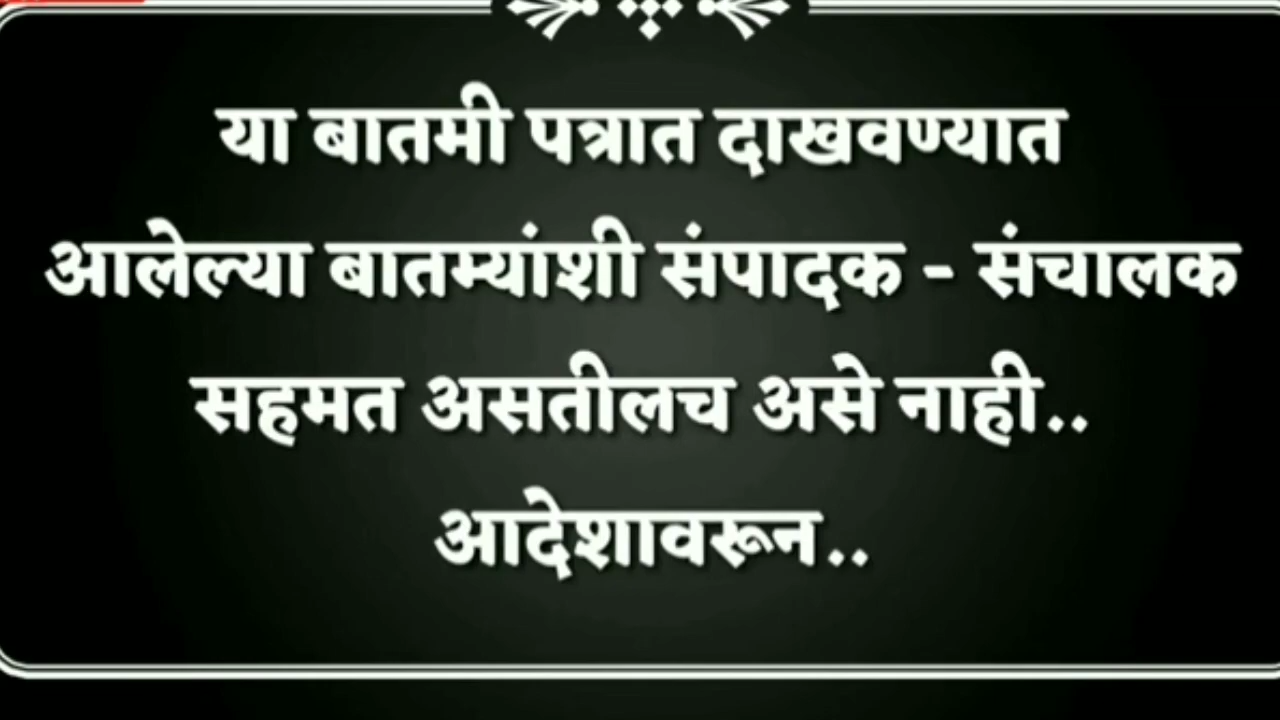 या बातमी पत्रात दाखवण्यात
आलेल्या बातम्यांशी संपादक - संचालक
सहमत असतीलच असे नाही..
आदेशावरून..